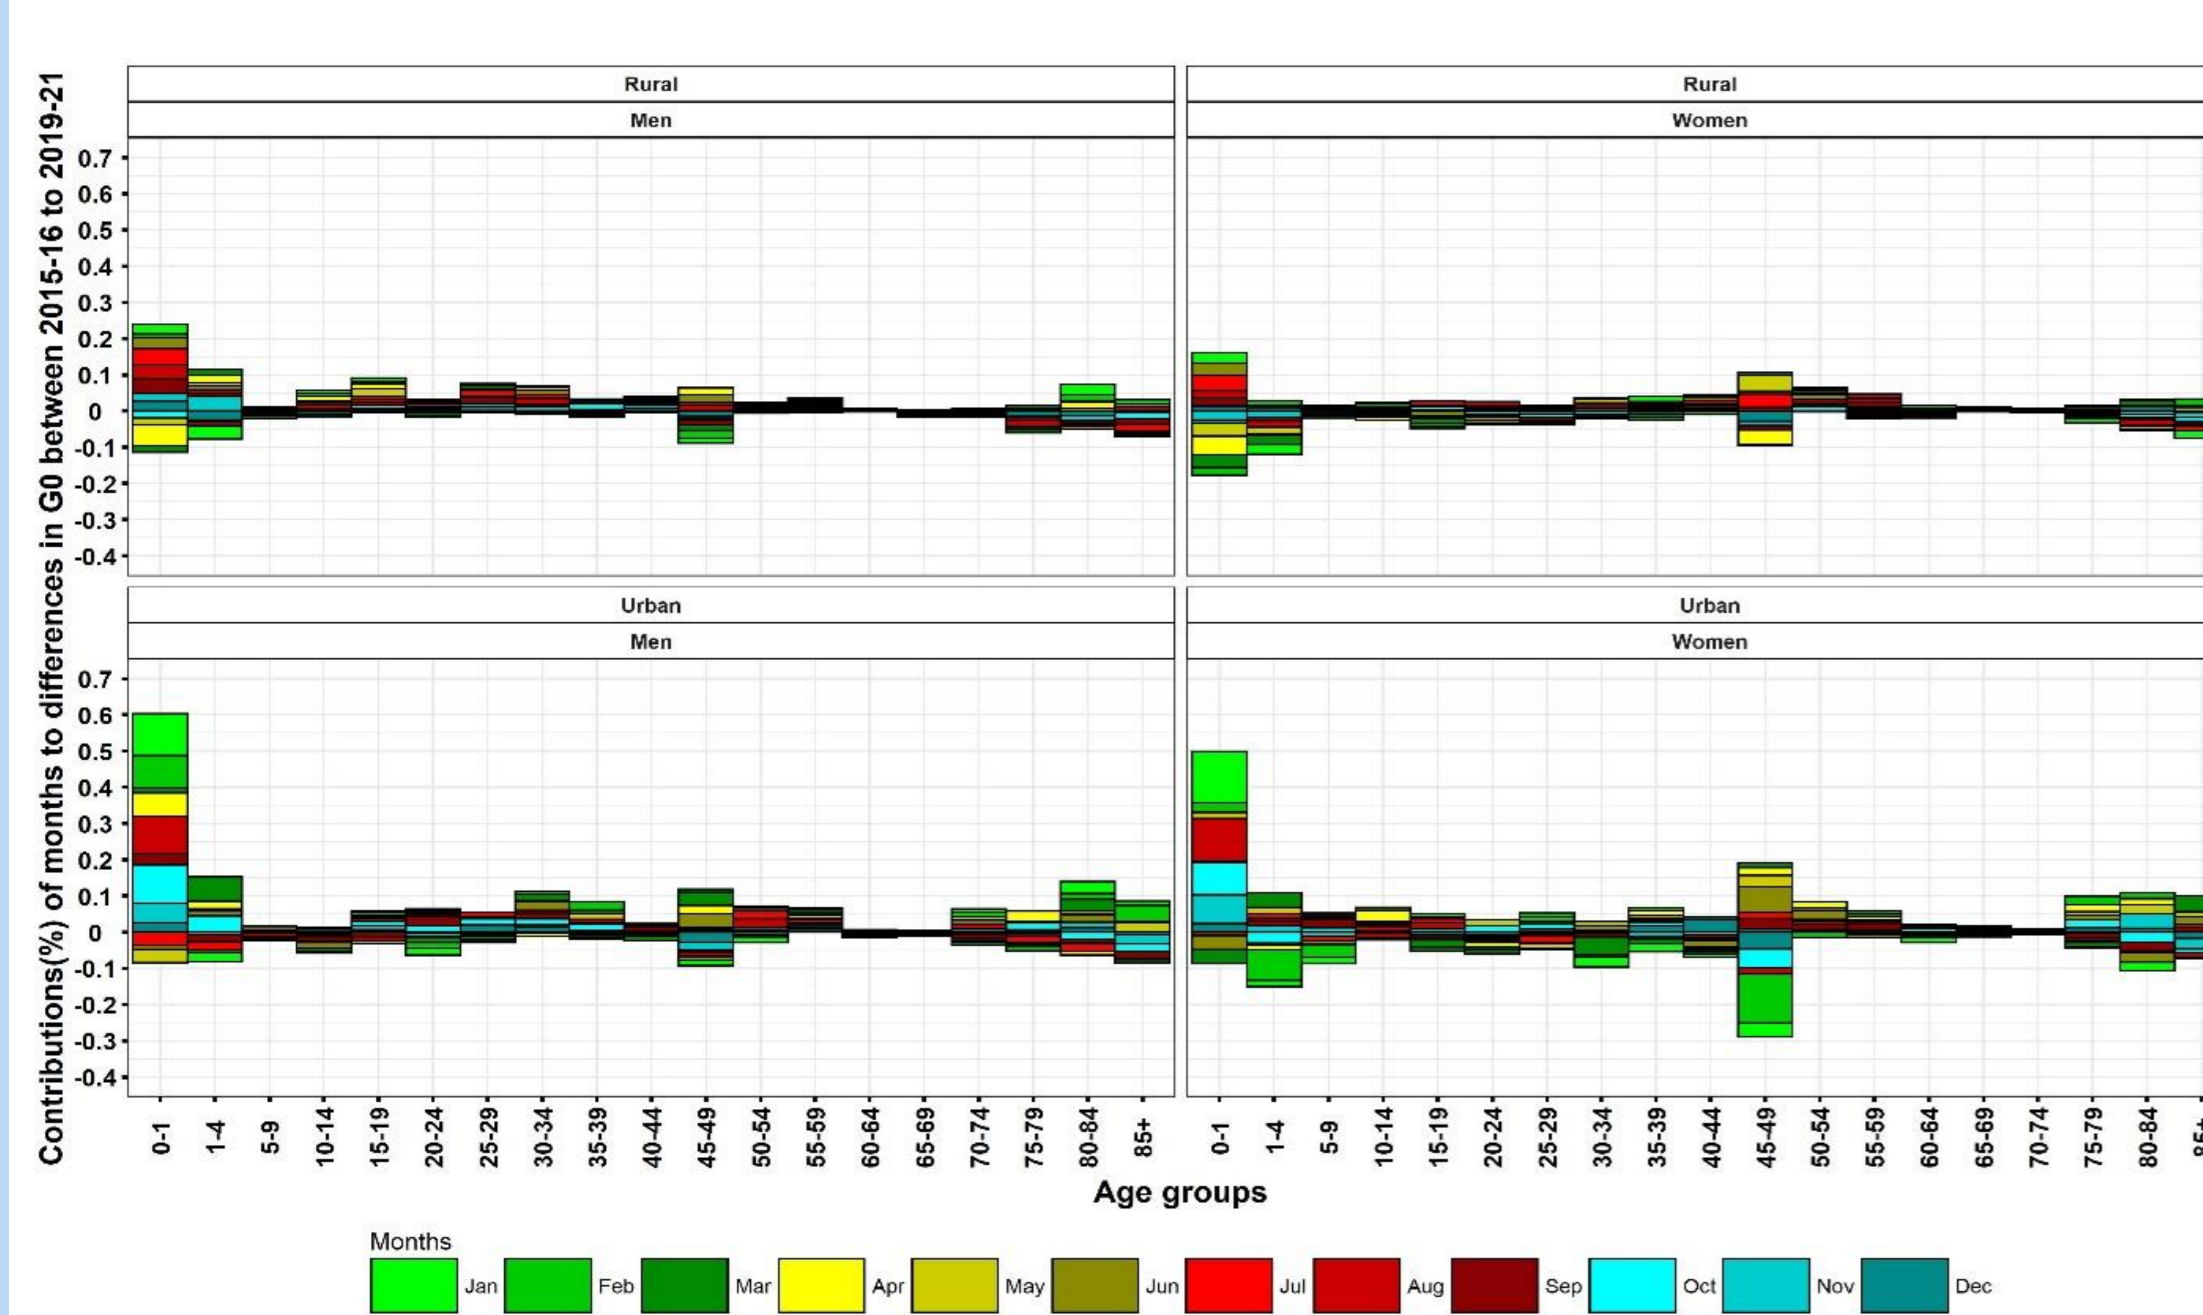 Contributions(%) of months to differences in G0 between 2015-16 to 2019-21
Rural
Men
Rural
Women
0.7
0.6
0.5
0.4
0.3
0.2
0.1
0
-0.1
-0.2
-0.3
-0.4
Urban
Men
Urban
Women
0.7
0.6
0.5
0.4
0.3
0.2
0.1
0
-0.1
-0.2
-0.3
-0.4
0-1 1-4 5-9 10-14 15-19 20-24 25-29 30-34 35-39 40-44 45-49 50-54 55-59 60-64 65-69 70-74 75-79 80-84 85+
0-1 1-4 5-9 10-14 15-19 20-24 25-29 30-34 35-39 40-44 45-49 50-54 55-59 60-64 65-69 70-74 75-79 80-84
Age groups
Months
Jan Feb Mar Apr May Jun Jul Aug Sep Oct Nov Dec